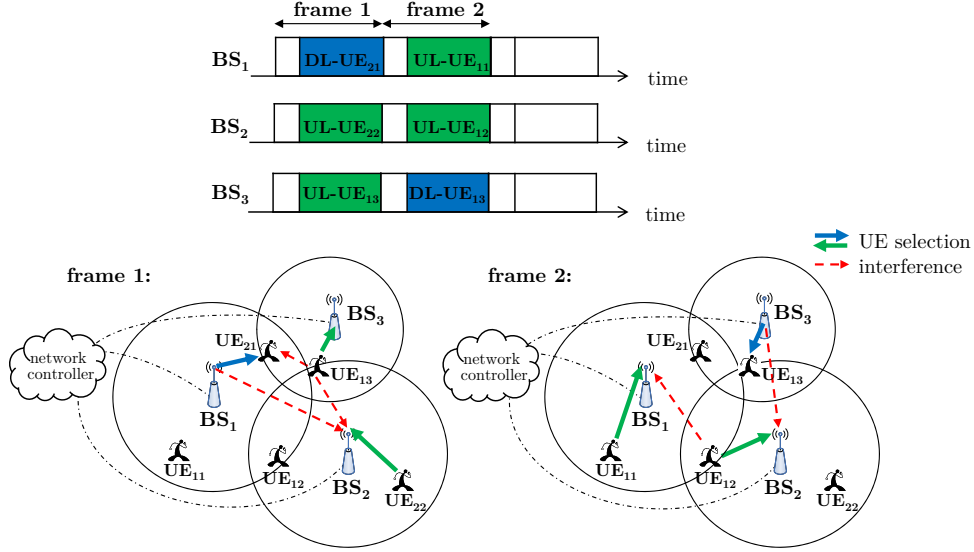 frame 1 frame 2
BS₁ DL-UE₂₁ UL-UE₁₁ time
BS₂ UL-UE₂₂ UL-UE₁₂ time
BS₃ UL-UE₁₃ DL-UE₁₃ time
UE selection
interference
frame 1:
network
controller
UE₂₁
BS₃
UE₁₃
BS₁
UE₁₁
UE₁₂
BS₂
UE₂₂
frame 2:
network
controller
UE₂₁
BS₃
UE₁₃
BS₁
UE₁₁
UE₁₂
BS₂
UE₂₂